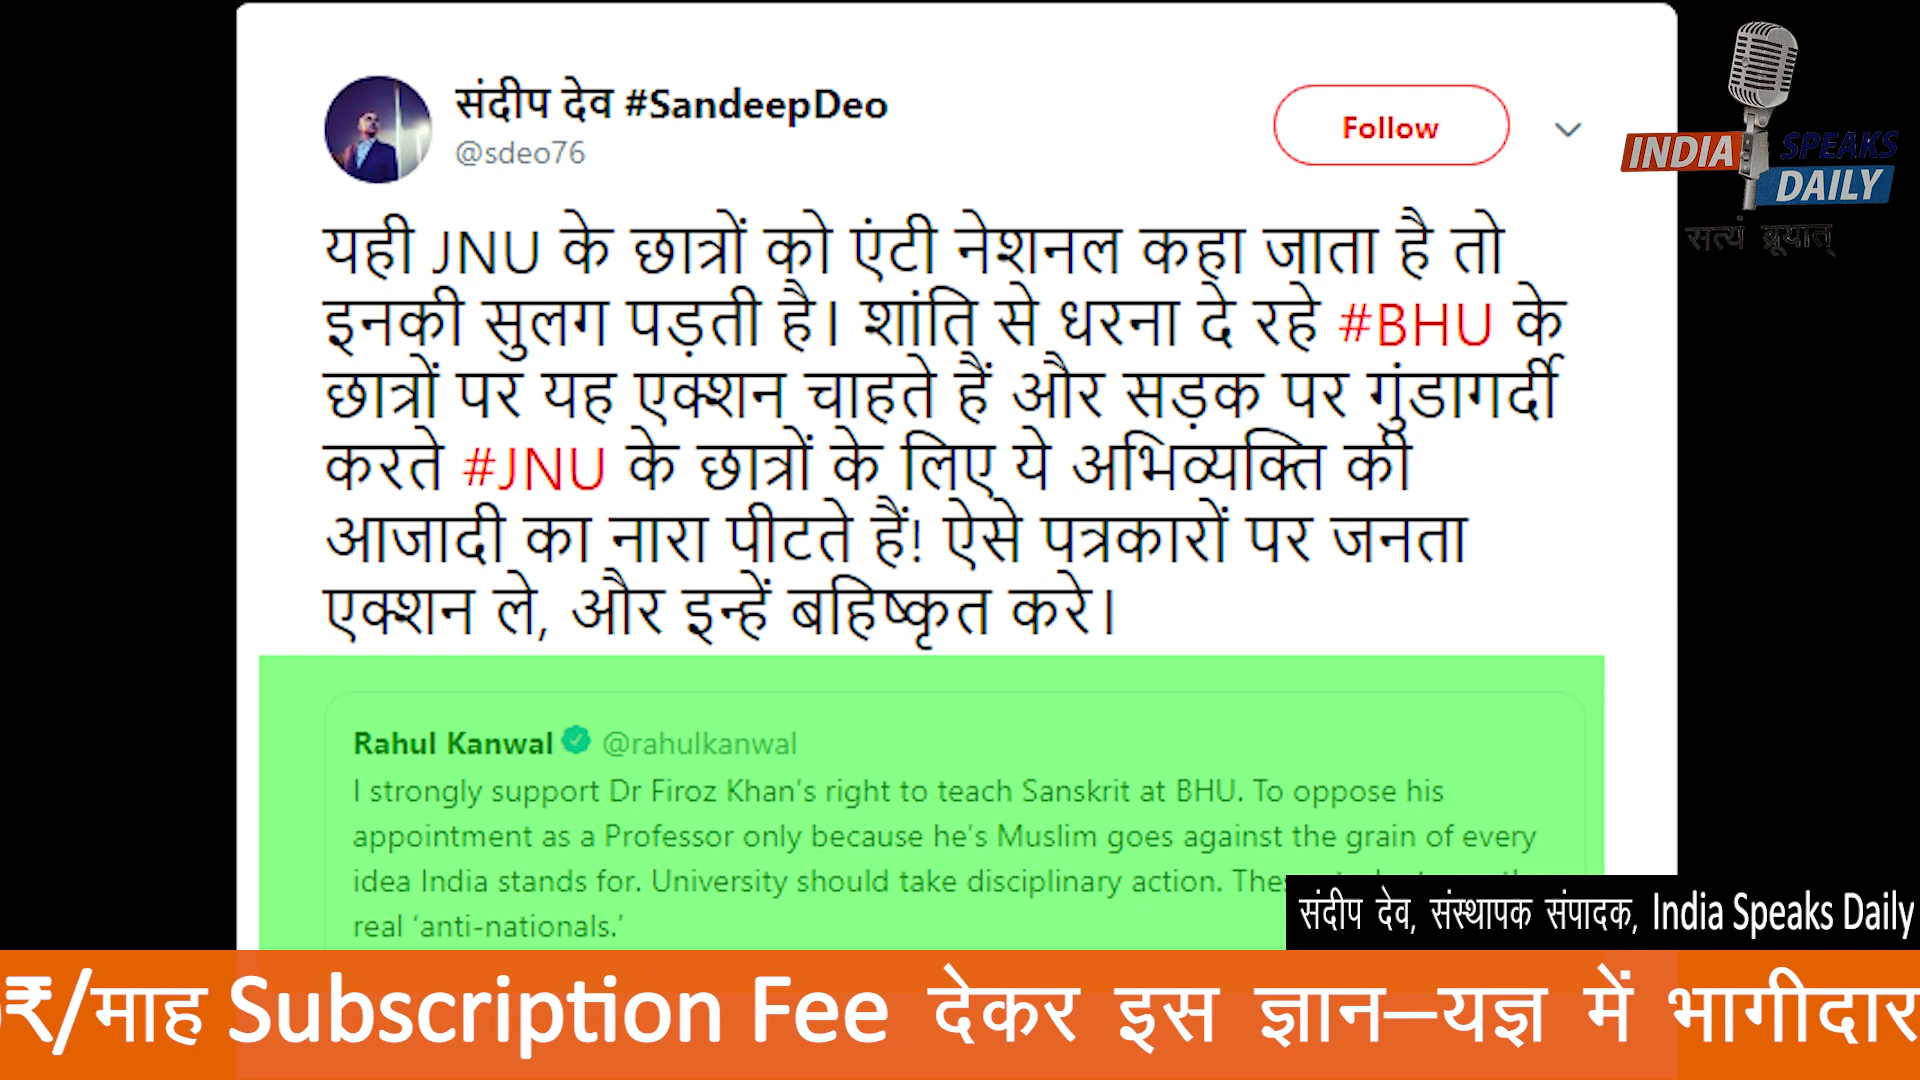 संदीप देव #SandeepDeo
@sdeo76
Follow
INDIA SPEAKS
DAILY
सत्यं ब्रूयात्
यही JNU के छात्रों को एंटी नेशनल कहा जाता है तो
इनकी सुलग पड़ती है। शांति से धरना दे रहे #BHU के
छात्रों पर यह एक्शन चाहते हैं और सड़क पर गुंडागर्दी
करते #JNU के छात्रों के लिए ये अभिव्यक्ति की
आजादी का नारा पीटते हैं! ऐसे पत्रकारों पर जनता
एक्शन ले, और इन्हें बहिष्कृत करे।
Rahul Kanwal @rahulkanwal
I strongly support Dr Firoz Khan's right to teach Sanskrit at BHU. To oppose his
appointment as a Professor only because he's Muslim goes against the grain of every
idea India stands for. University should take disciplinary action.
real 'anti-nationals.'
संदीप देव, संस्थापक संपादक, India Speaks Daily
₹/माह Subscription Fee देकर इस ज्ञान–यज्ञ में भागीदार